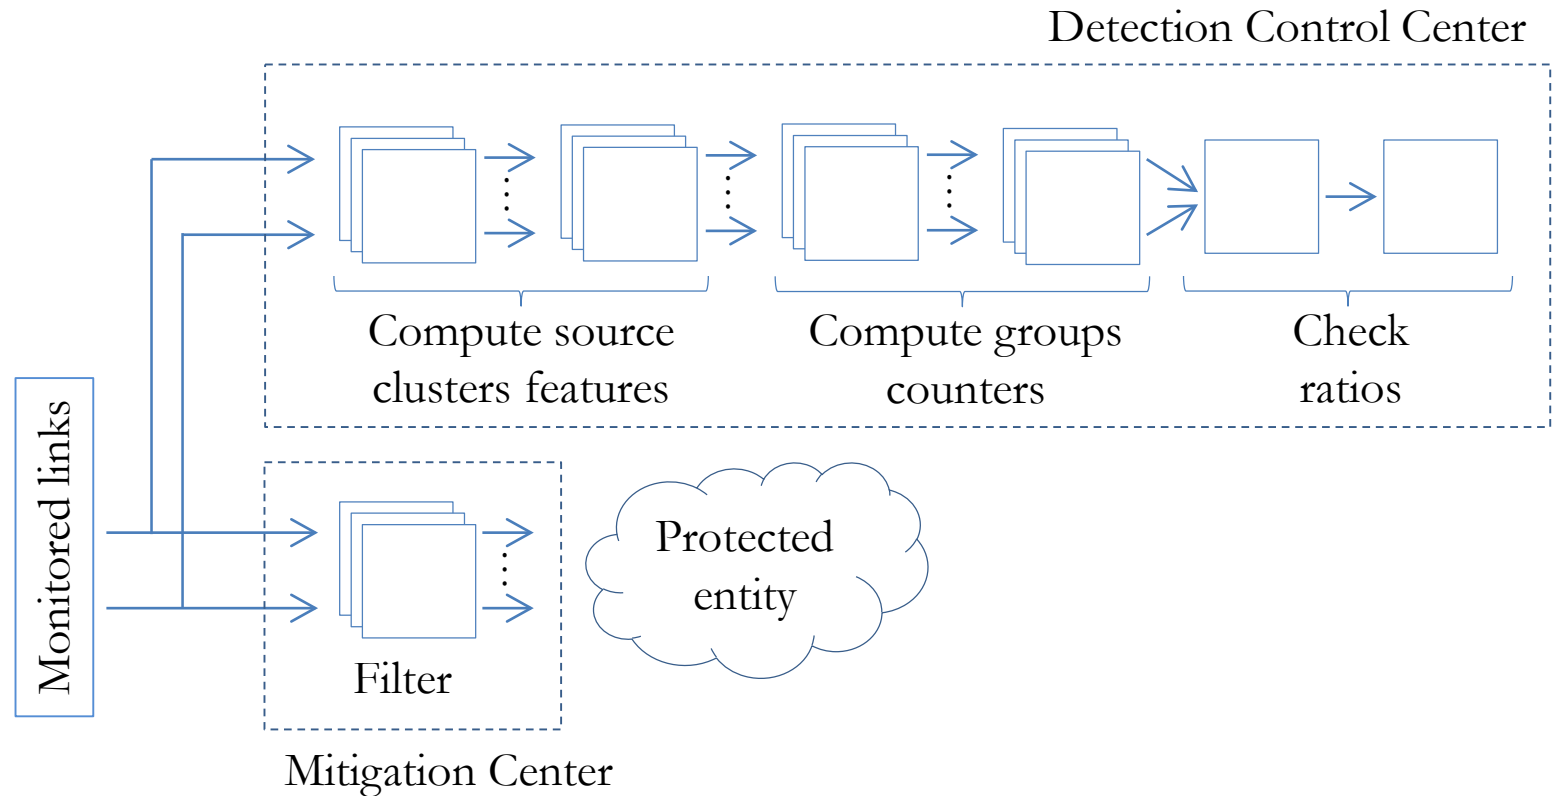 Detection Control Center
Compute source
clusters features
Compute groups
counters
Check
ratios
Monitored links
Protected
entity
Filter
Mitigation Center